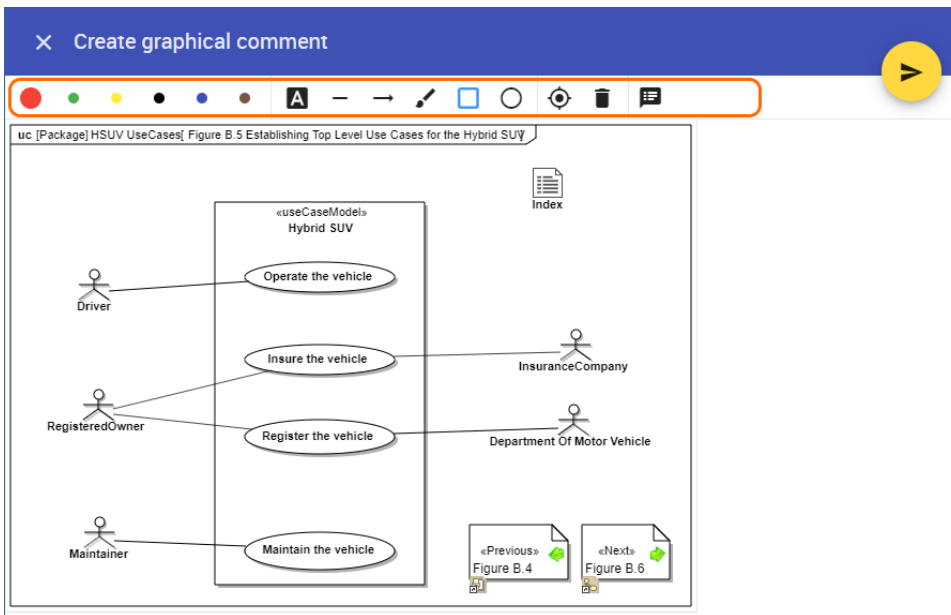 Create graphical comment
A
uc [Package] HSUV UseCases[ Figure B.5 Establishing Top Level Use Cases for the Hybrid SUV]
Index
«useCaseModel»
Hybrid SUV
Operate the vehicle
Driver
Insure the vehicle
InsuranceCompany
RegisteredOwner
Register the vehicle
Department Of Motor Vehicle
Maintainer
Maintain the vehicle
«Previous»
Figure B.4
«Next»
Figure B.6